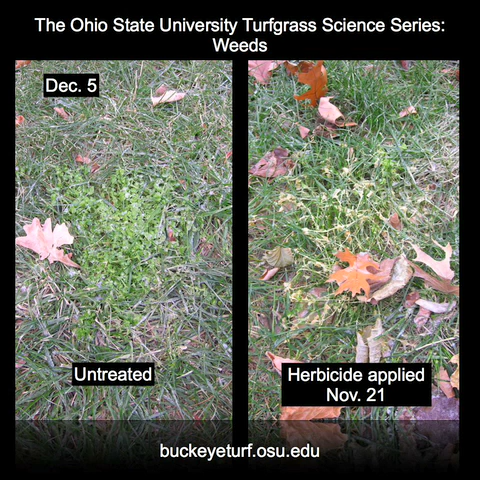 The Ohio State University Turfgrass Science Series:
Weeds
Dec. 5
Untreated
Herbicide applied
Nov. 21
buckeyeturf.osu.edu